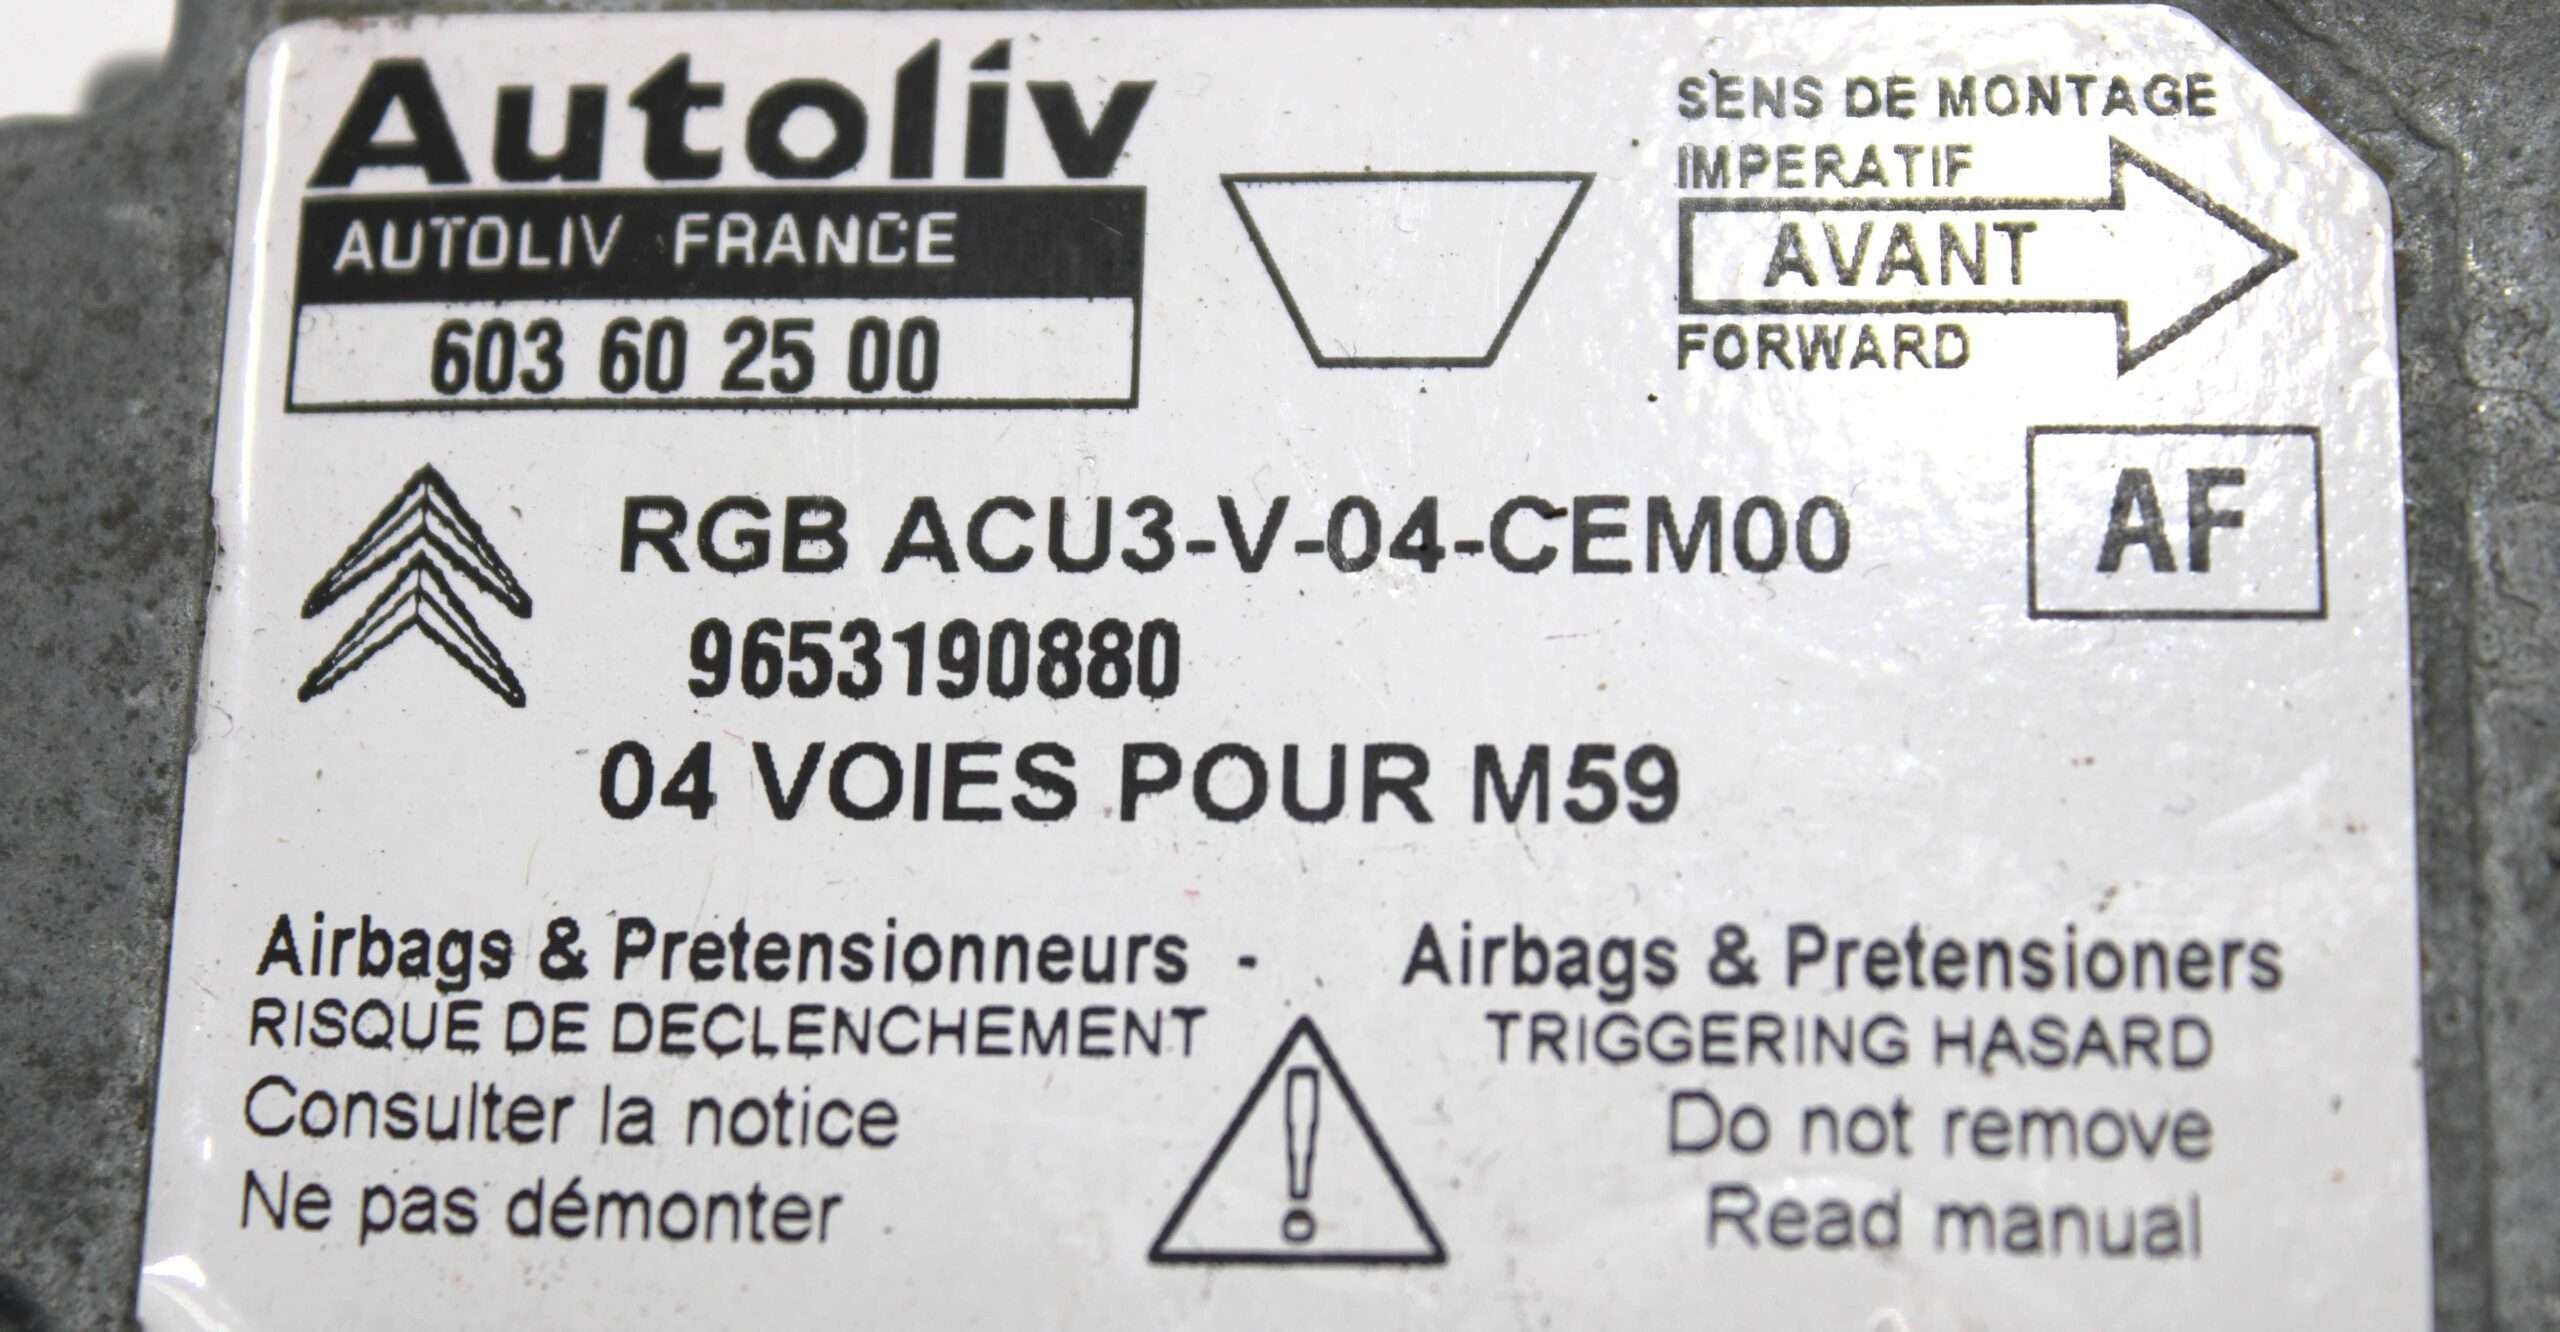 Autoliv
AUTOLIV FRANCE
603 60 25 00
SENS DE MONTAGE
IMPERATIF
AVANT
FORWARD
AF
RGB ACU3-V-04-CEM00
9653190880
04 VOIES POUR M59
Airbags & Pretensionneurs - Airbags & Pretensioners
RISQUE DE DECLENCHEMENT
TRIGGERING HASARD
Consulter la notice
Do not remove
Ne pas démonter
Read manual